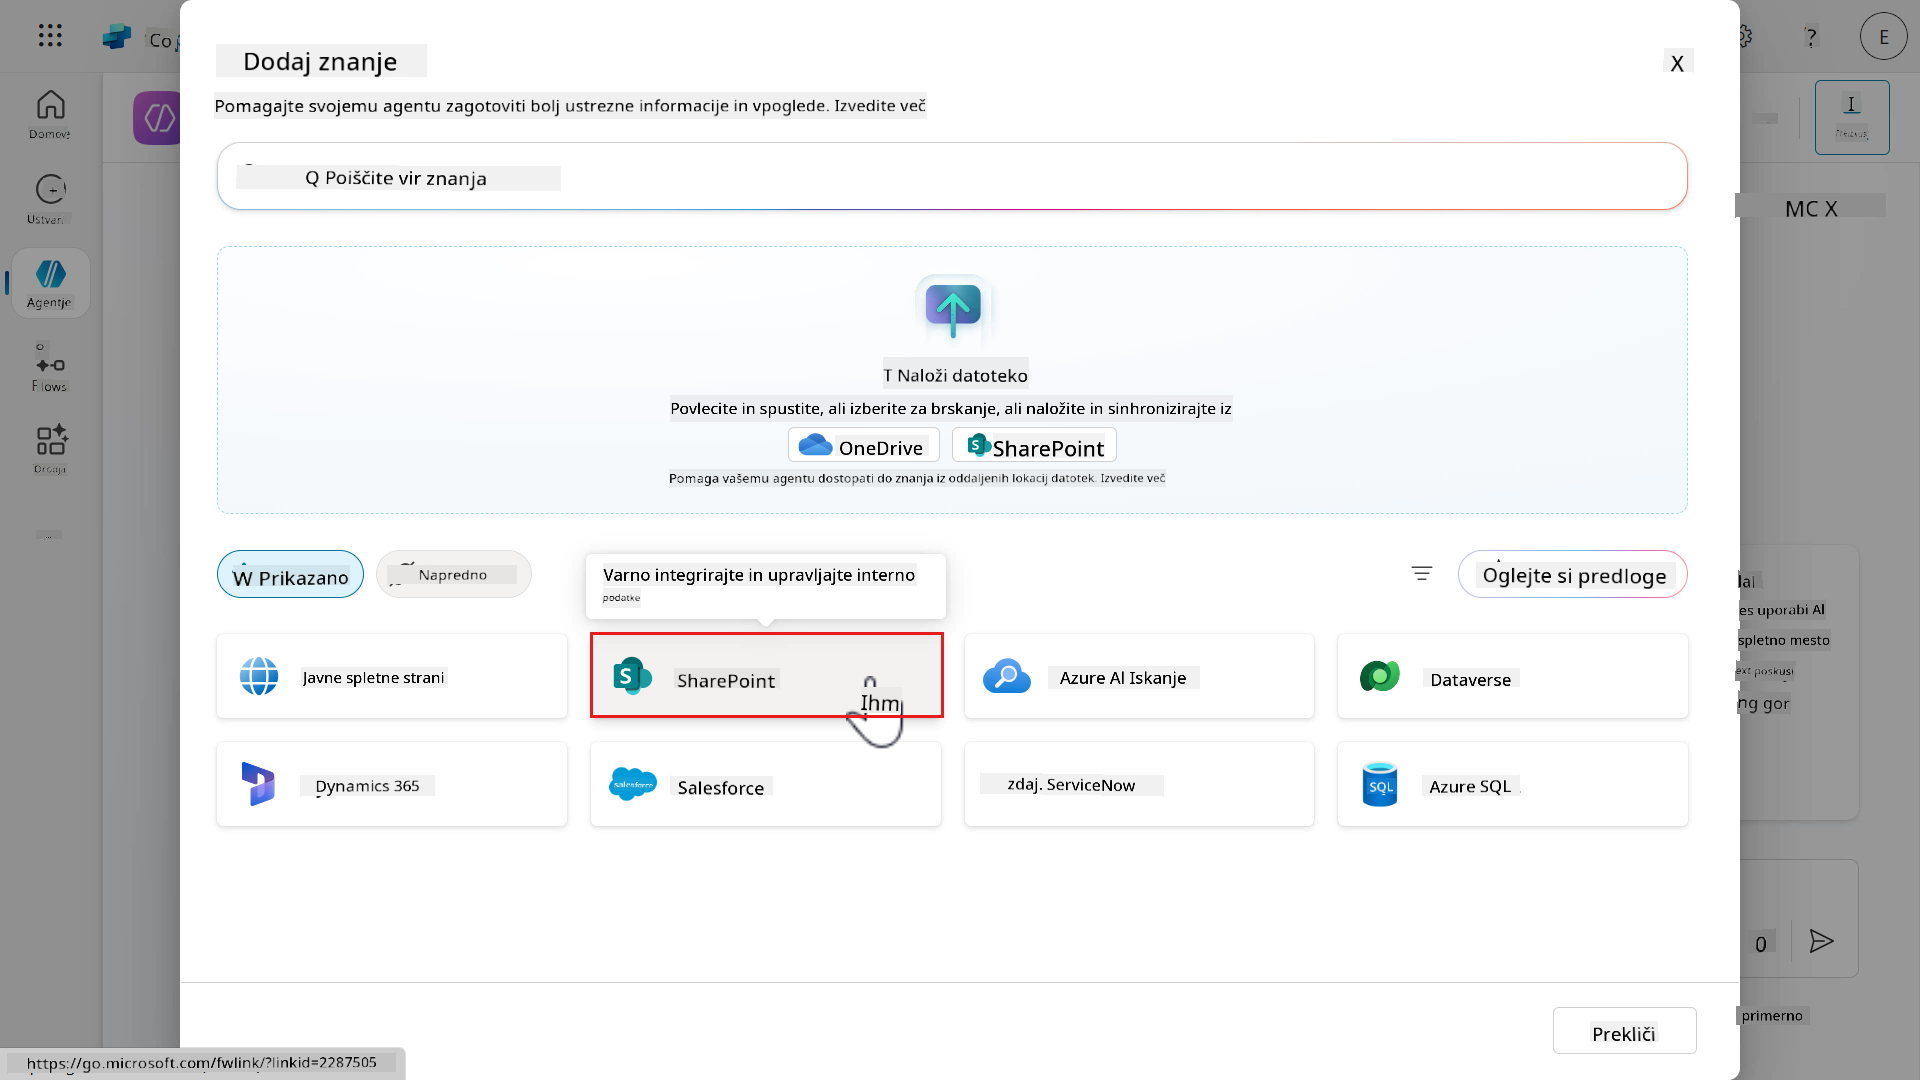 Co
Dodaj znanje
X
?
E
Pomagajte svojemu agentu zagotoviti bolj ustrezne informacije in vpoglede. Izvedite več
I
Domov
Q Poiščite vir znanja
Ustvari
MC X
Agentje
T Naloži datoteko
Flows
Povlecite in spustite, ali izberite za brskanje, ali naložite in sinhronizirajte iz
OneDrive
SharePoint
Pomaga vašemu agentu dostopati do znanja iz oddaljenih lokacij datotek. Izvedite več
...
W Prikazano
Napredno
Varno integrirajte in upravljajte interno
podatke
Oglejte si predloge
es uporabi AI
spletno mesto
Javne spletne strani
SharePoint
Ihm
Azure AI Iskanje
Dataverse
ng gor
Dynamics 365
salesforce
Salesforce
zdaj. ServiceNow
SQL
Azure SQL
0
primerno
Prekliči
https://go.microsoft.com/fwlink/?linkid=2287505